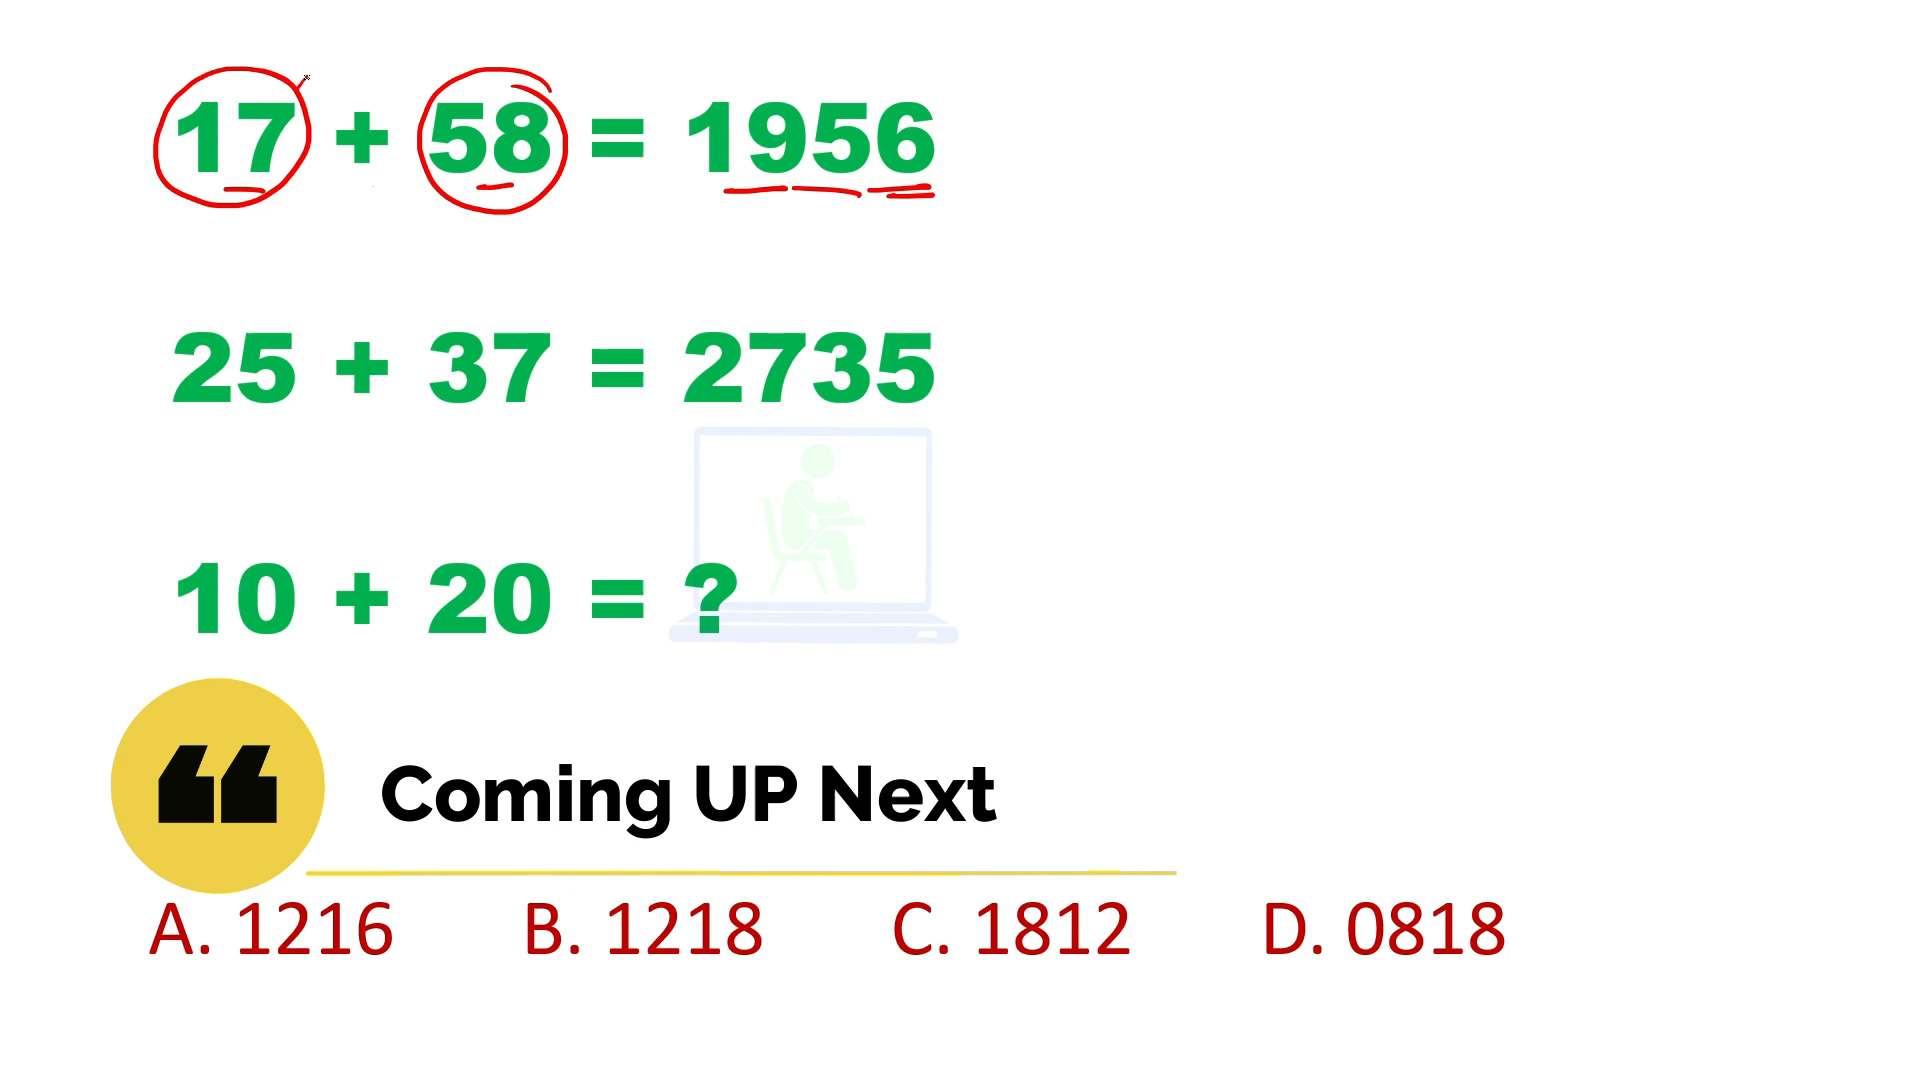 17 + 58 = 1956
25 + 37 = 2735
10 + 20 = ?
❝ Coming UP Next
A. 1216 B. 1218 C. 1812 D. 0818